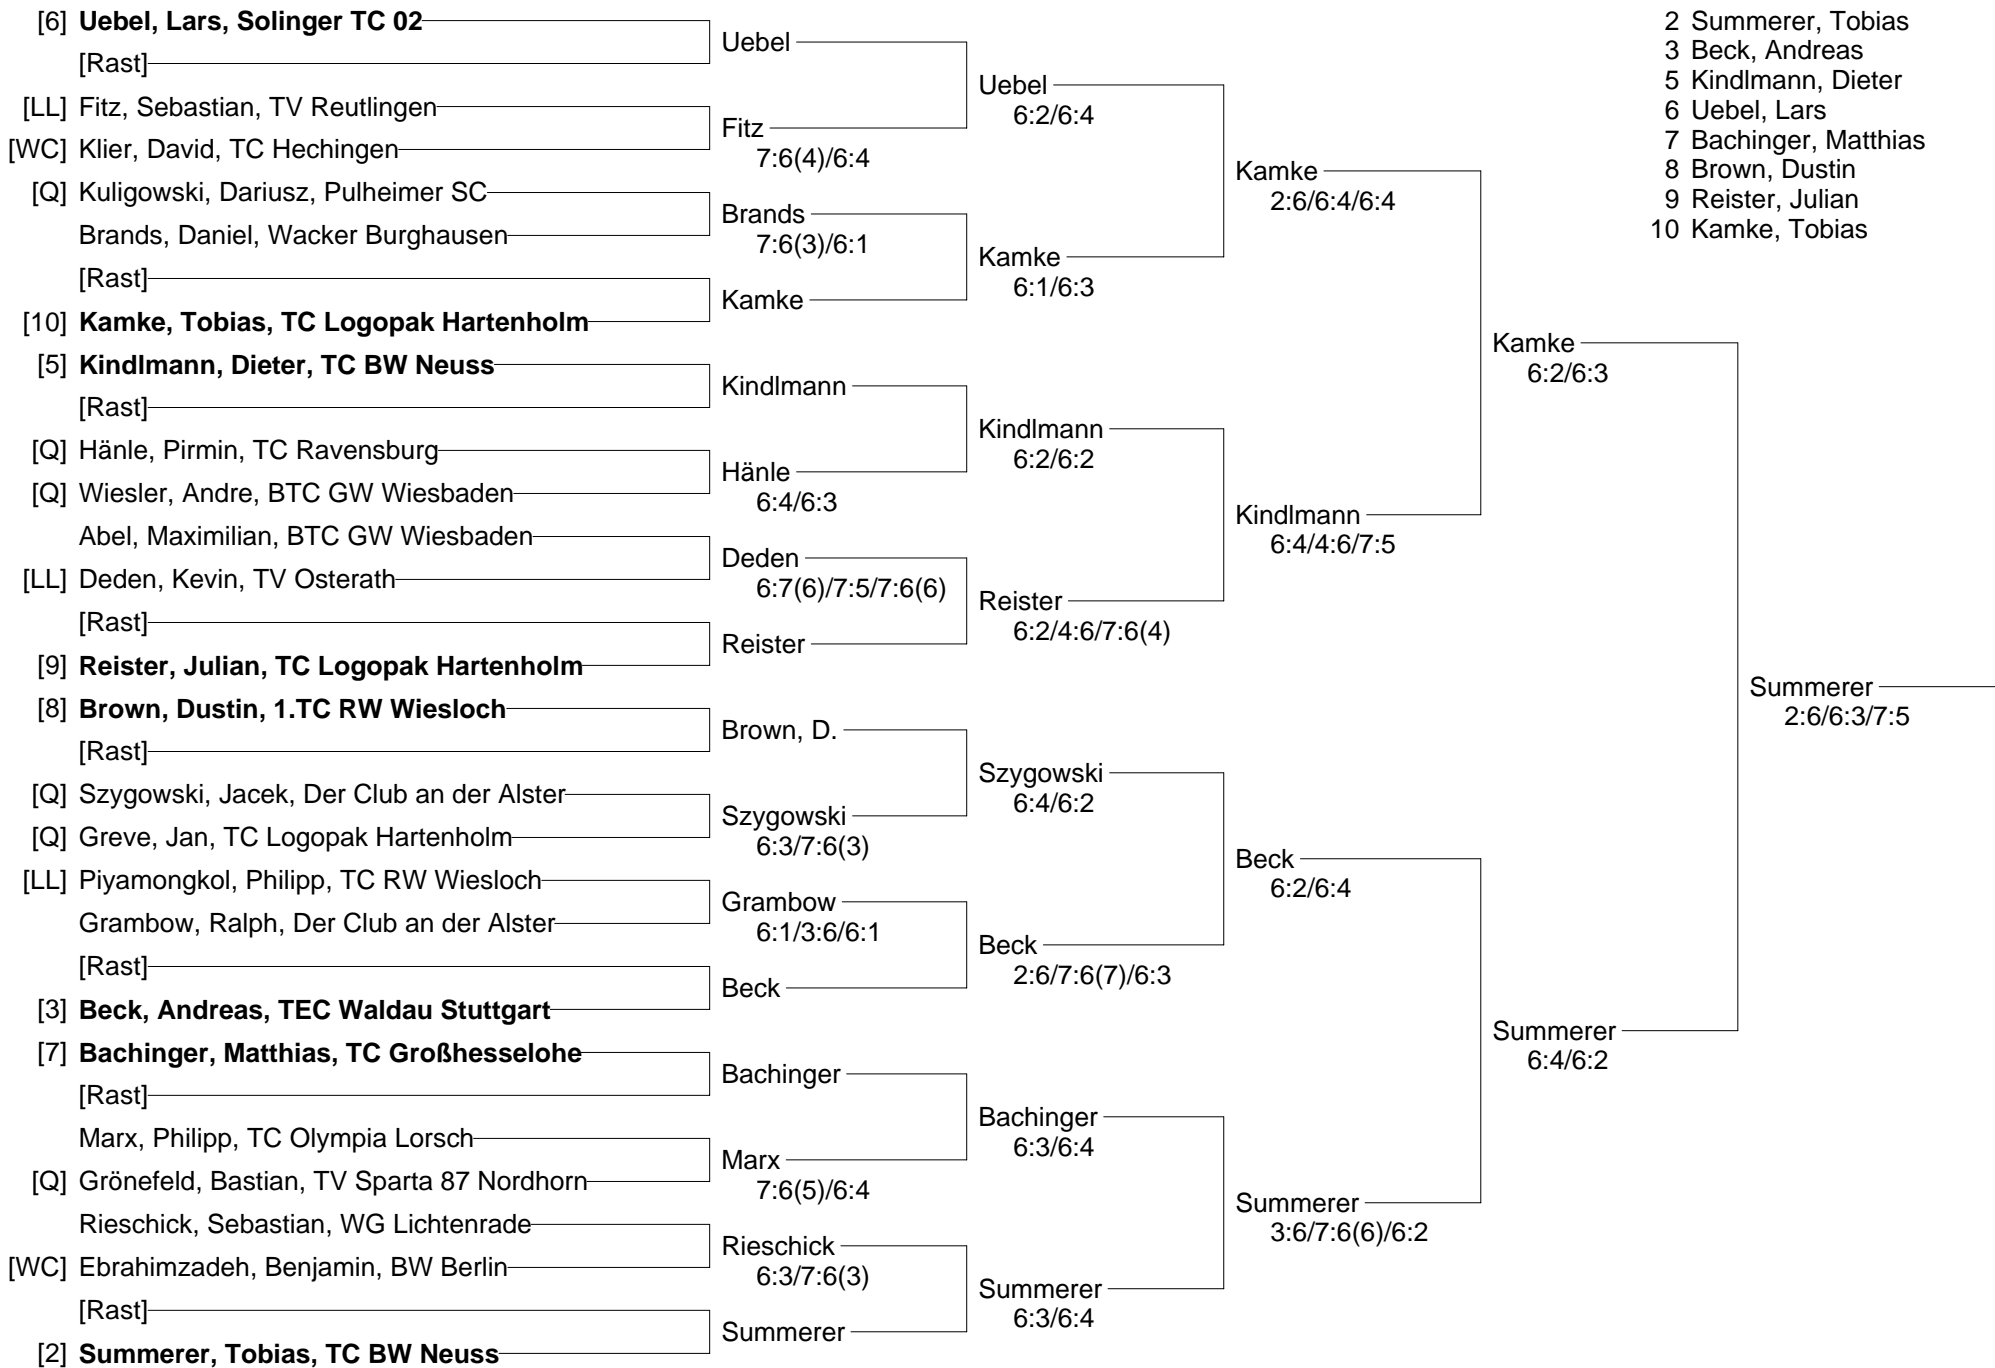 [6] Uebel, Lars, Solinger TC 02
[Rast]
[LL] Fitz, Sebastian, TV Reutlingen
[WC] Klier, David, TC Hechingen
[Q] Kuligowski, Dariusz, Pulheimer SC
Brands, Daniel, Wacker Burghausen
[Rast]
[10] Kamke, Tobias, TC Logopak Hartenholm
[5] Kindlmann, Dieter, TC BW Neuss
[Rast]
[Q] Hänle, Pirmin, TC Ravensburg
[Q] Wiesler, Andre, BTC GW Wiesbaden
Abel, Maximilian, BTC GW Wiesbaden
[LL] Deden, Kevin, TV Osterath
[Rast]
[9] Reister, Julian, TC Logopak Hartenholm
[8] Brown, Dustin, 1.TC RW Wiesloch
[Rast]
[Q] Szygowski, Jacek, Der Club an der Alster
[Q] Greve, Jan, TC Logopak Hartenholm
[LL] Piyamongkol, Philipp, TC RW Wiesloch
Grambow, Ralph, Der Club an der Alster
[Rast]
[3] Beck, Andreas, TEC Waldau Stuttgart
[7] Bachinger, Matthias, TC Großhesselohe
[Rast]
Marx, Philipp, TC Olympia Lorsch
[Q] Grönefeld, Bastian, TV Sparta 87 Nordhorn
Rieschick, Sebastian, WG Lichtenrade
[WC] Ebrahimzadeh, Benjamin, BW Berlin
[Rast]
[2] Summerer, Tobias, TC BW Neuss
Uebel
Fitz
7:6(4)/6:4
Brands
7:6(3)/6:1
Kamke
Kindlmann
Hänle
6:4/6:3
Deden
6:7(6)/7:5/7:6(6)
Reister
Brown, D.
Szygowski
6:3/7:6(3)
Grambow
6:1/3:6/6:1
Beck
Bachinger
Marx
7:6(5)/6:4
Rieschick
6:3/7:6(3)
Summerer
Uebel
6:2/6:4
Kamke
6:1/6:3
Kindlmann
6:2/6:2
Reister
6:2/4:6/7:6(4)
Szygowski
6:4/6:2
Beck
2:6/7:6(7)/6:3
Bachinger
6:3/6:4
Summerer
6:3/6:4
Kamke
2:6/6:4/6:4
Kindlmann
6:4/4:6/7:5
Beck
6:2/6:4
Summerer
3:6/7:6(6)/6:2
Kamke
6:2/6:3
Summerer
6:4/6:2
Summerer
2:6/6:3/7:5
2 Summerer, Tobias
3 Beck, Andreas
5 Kindlmann, Dieter
6 Uebel, Lars
7 Bachinger, Matthias
8 Brown, Dustin
9 Reister, Julian
10 Kamke, Tobias